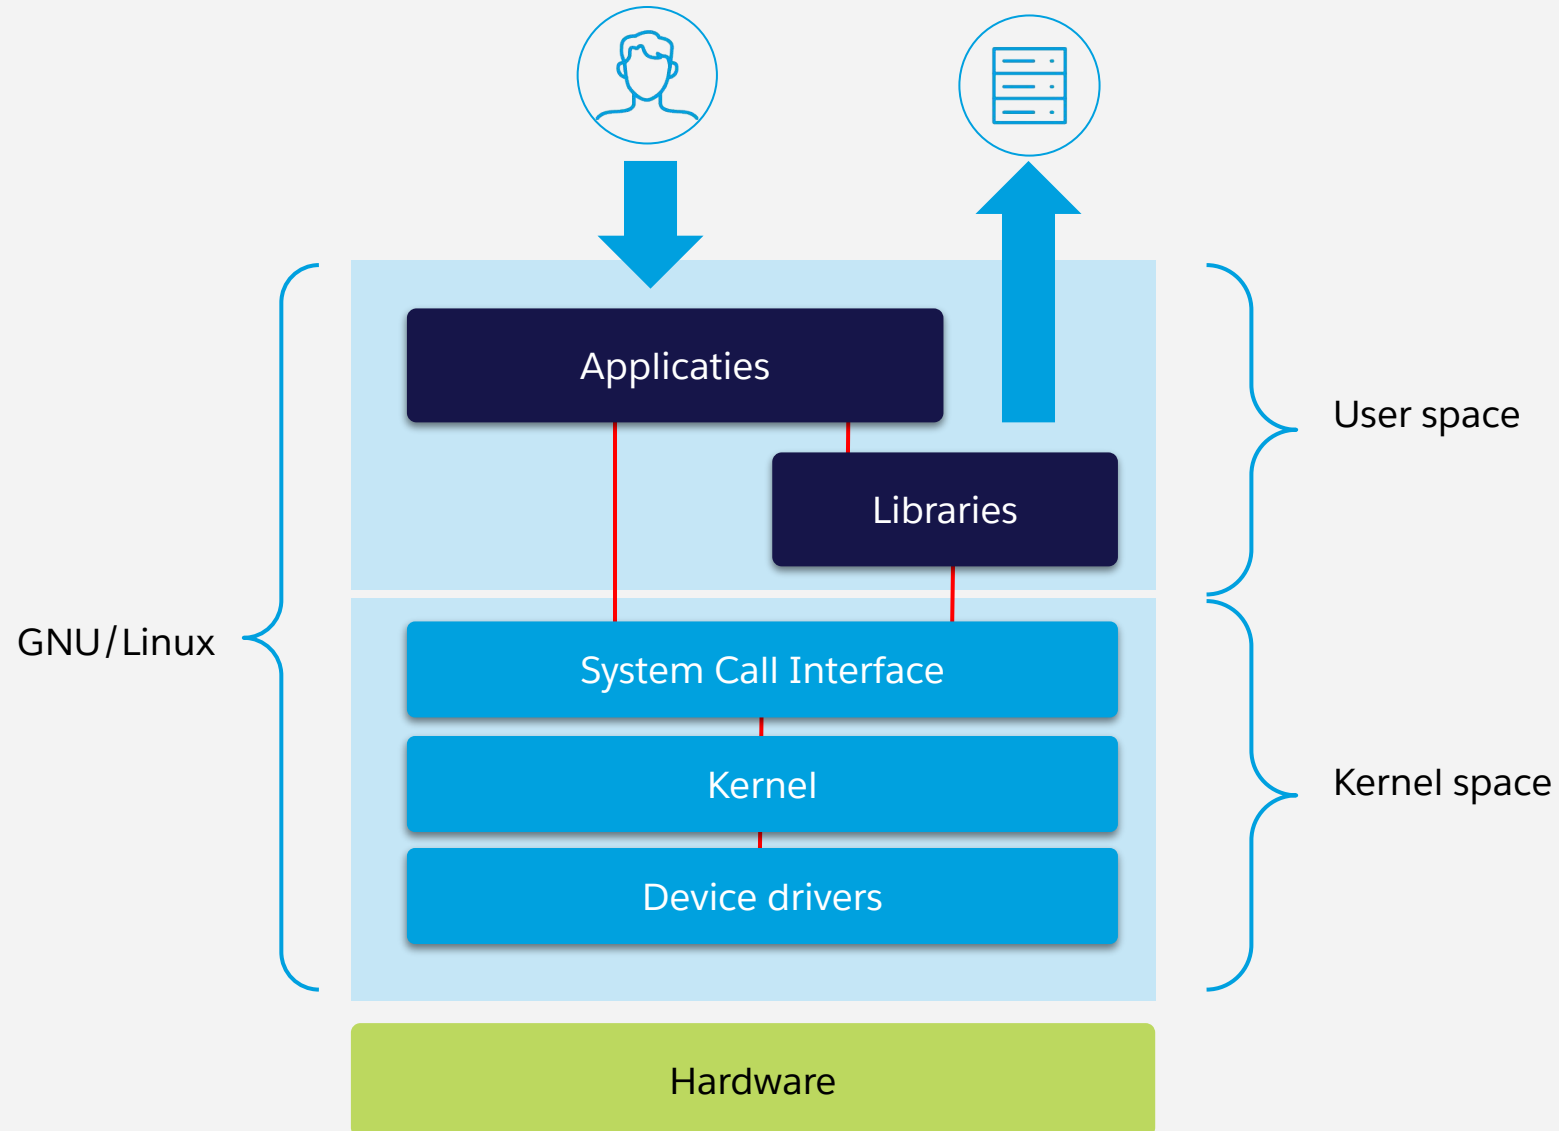 Applicaties
User space
Libraries
GNU/Linux
System Call Interface
Kernel
Kernel space
Device drivers
Hardware